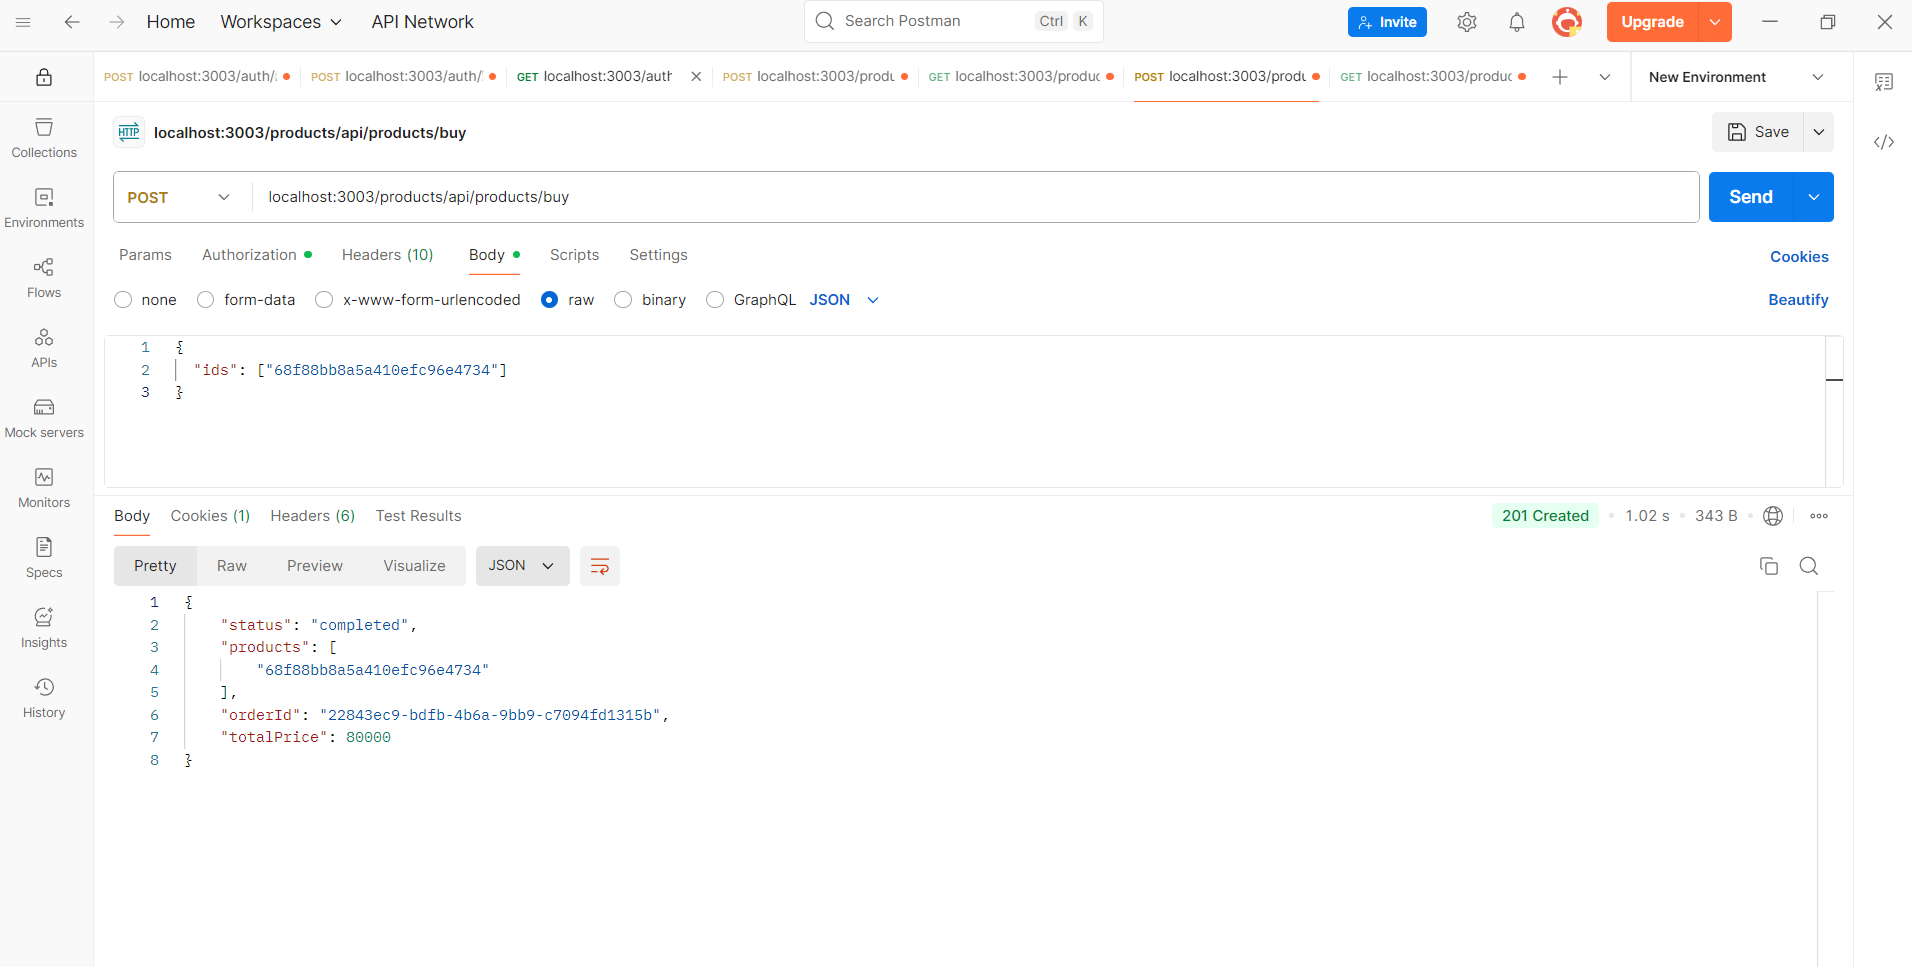 Home Workspaces API Network Search Postman Ctrl K Invite Upgrade
POST localhost:3003/auth/ POST localhost:3003/auth/ GET localhost:3003/auth POST localhost:3003/produ GET localhost:3003/produc POST localhost:3003/produ GET localhost:3003/produc New Environment
HTTP localhost:3003/products/api/products/buy Save
POST localhost:3003/products/api/products/buy Send
Params Authorization Headers (10) Body Scripts Settings Cookies
none form-data x-www-form-urlencoded raw binary GraphQL JSON Beautify
1 {
2 "ids": ["68f88bb8a5a410efc96e4734"]
3 }
Body Cookies (1) Headers (6) Test Results 201 Created 1.02 s 343 B
Pretty Raw Preview Visualize JSON
1 {
2 "status": "completed",
3 "products": [
4 "68f88bb8a5a410efc96e4734"
5 ],
6 "orderId": "22843ec9-bdfb-4b6a-9bb9-c7094fd1315b",
7 "totalPrice": 80000
8 }
Collections
Environments
Flows
APIs
Mock servers
Monitors
Specs
Insights
History